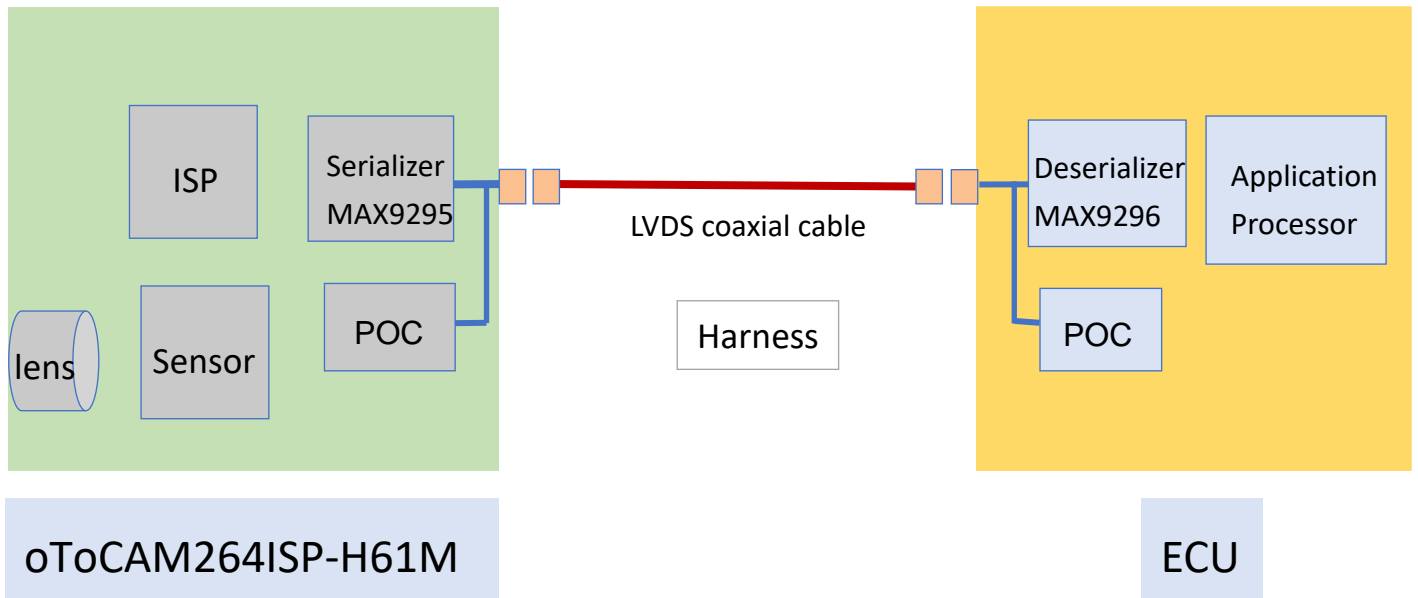 ISP
Serializer
MAX9295
lens
Sensor
POC
LVDS coaxial cable
Harness
Deserializer
MAX9296
Application
Processor
POC
oToCAM264ISP-H61M
ECU